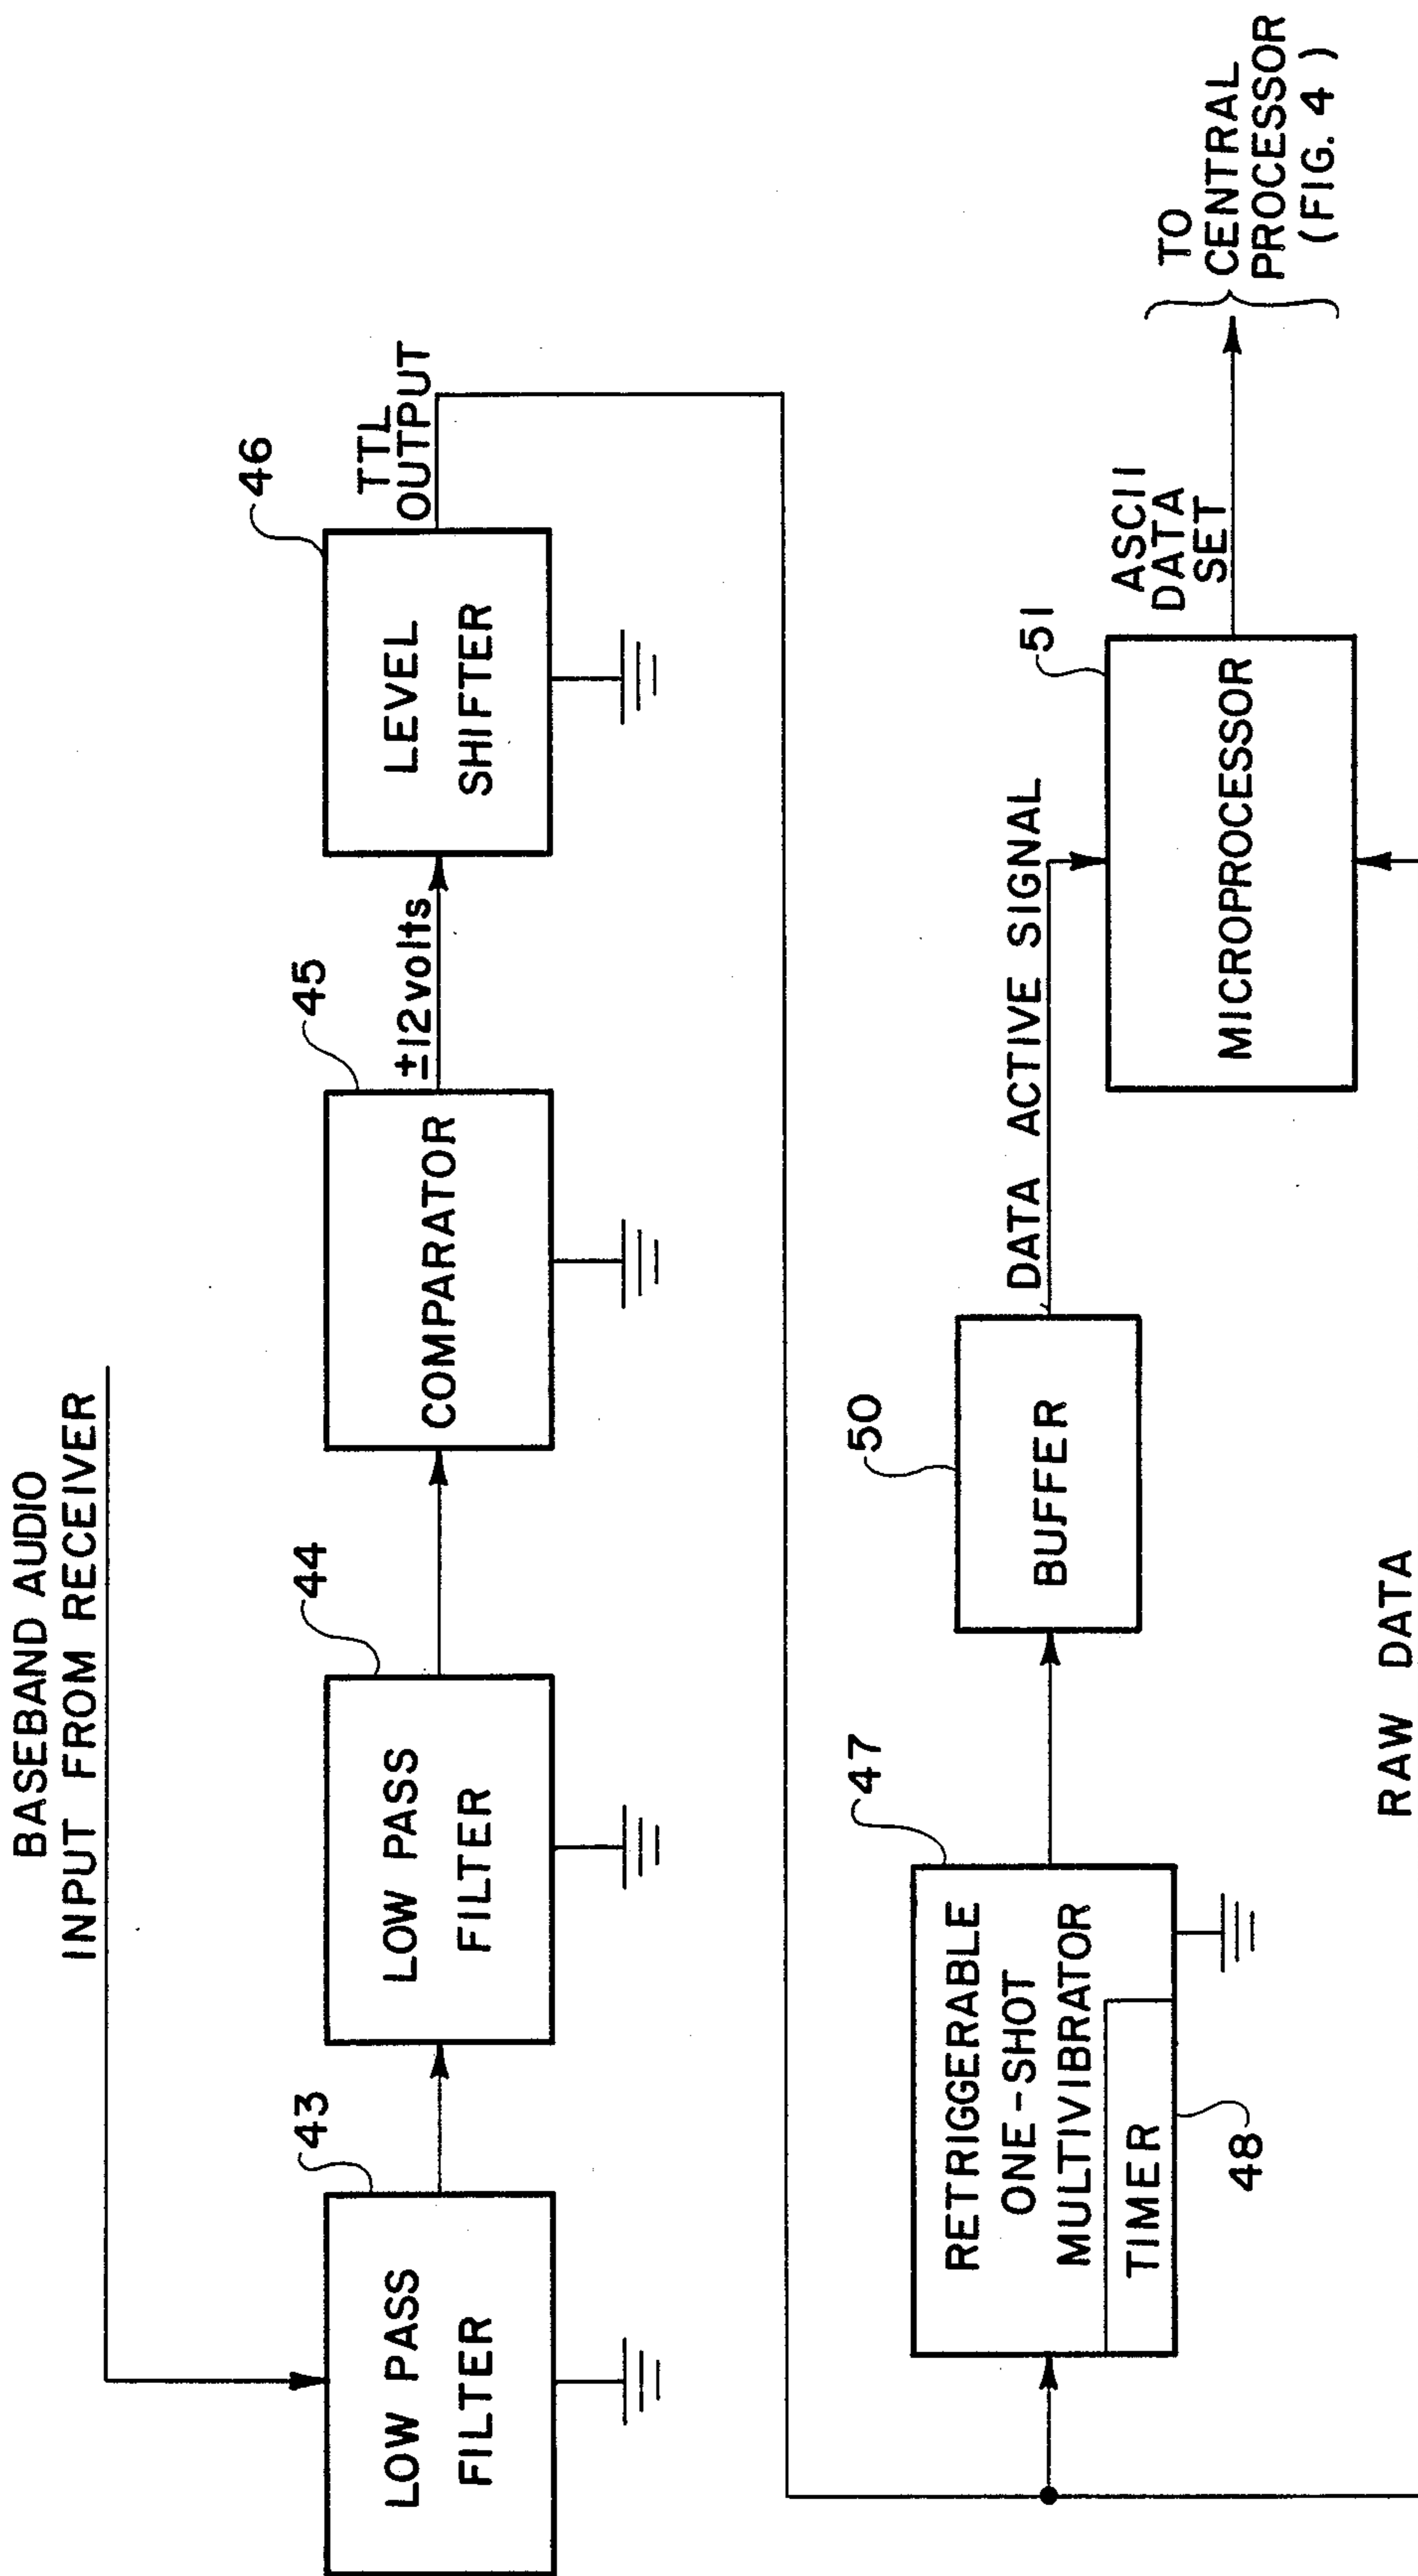 BASEBAND AUDIO
INPUT FROM RECEIVER
43
LOW PASS
FILTER
44
LOW PASS
FILTER
45
COMPARATOR
±12volts
46
LEVEL
SHIFTER
TTL
OUTPUT
47
RETRIGGERABLE
ONE-SHOT
MULTIVIBRATOR
TIMER
48
50
BUFFER
DATA ACTIVE SIGNAL
51
MICROPROCESSOR
ASCII
DATA
SET
TO
CENTRAL
PROCESSOR
(FIG. 4)
RAW DATA